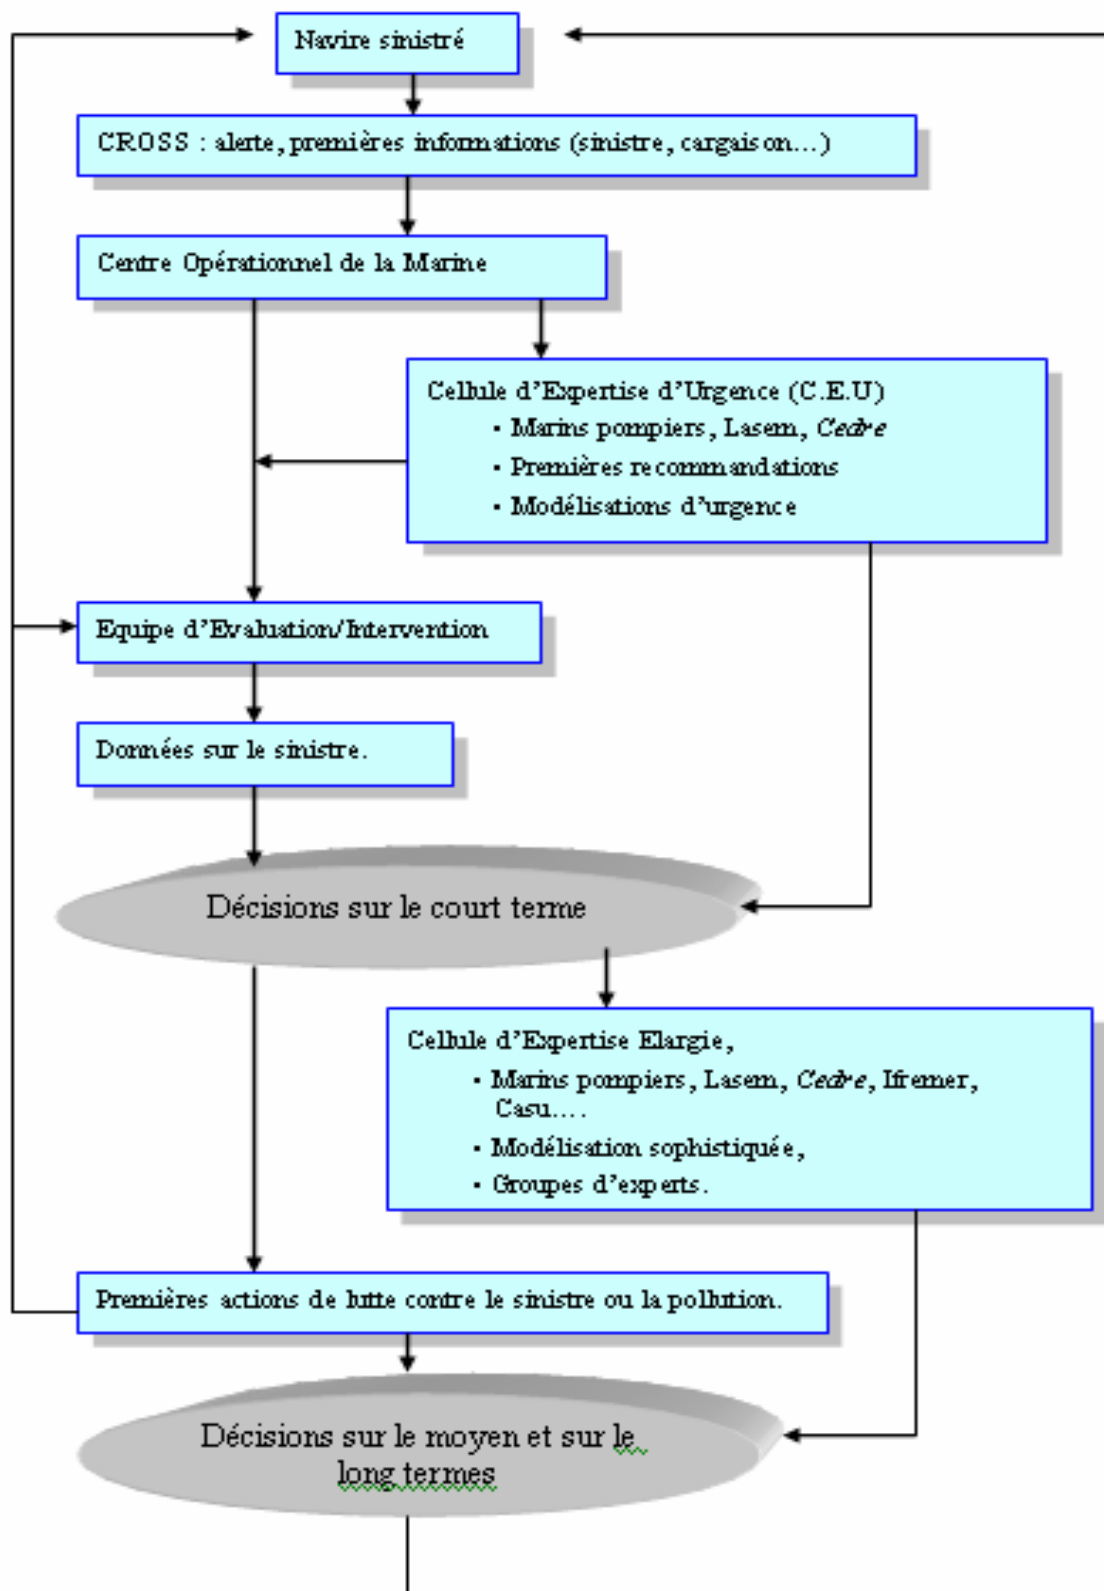 Navire sinistré
CROSS : alerte, premières informations (sinistre, cargaison...)
Centre Opérationnel de la Marine
Cellule d'Expertise d'Urgence (C.E.U)
▪ Marins pompiers, Lasem, Cedre
▪ Premières recommandations
▪ Modélisations d'urgence
Equipe d'Evaluation/Intervention
Données sur le sinistre.
Décisions sur le court terme
Cellule d'Expertise Elargie,
▪ Marins pompiers, Lasem, Cedre, Ifremer,
Casu....
▪ Modélisation sophistiquée,
▪ Groupes d'experts.
Premières actions de lutte contre le sinistre ou la pollution.
Décisions sur le moyen et sur le
long termes